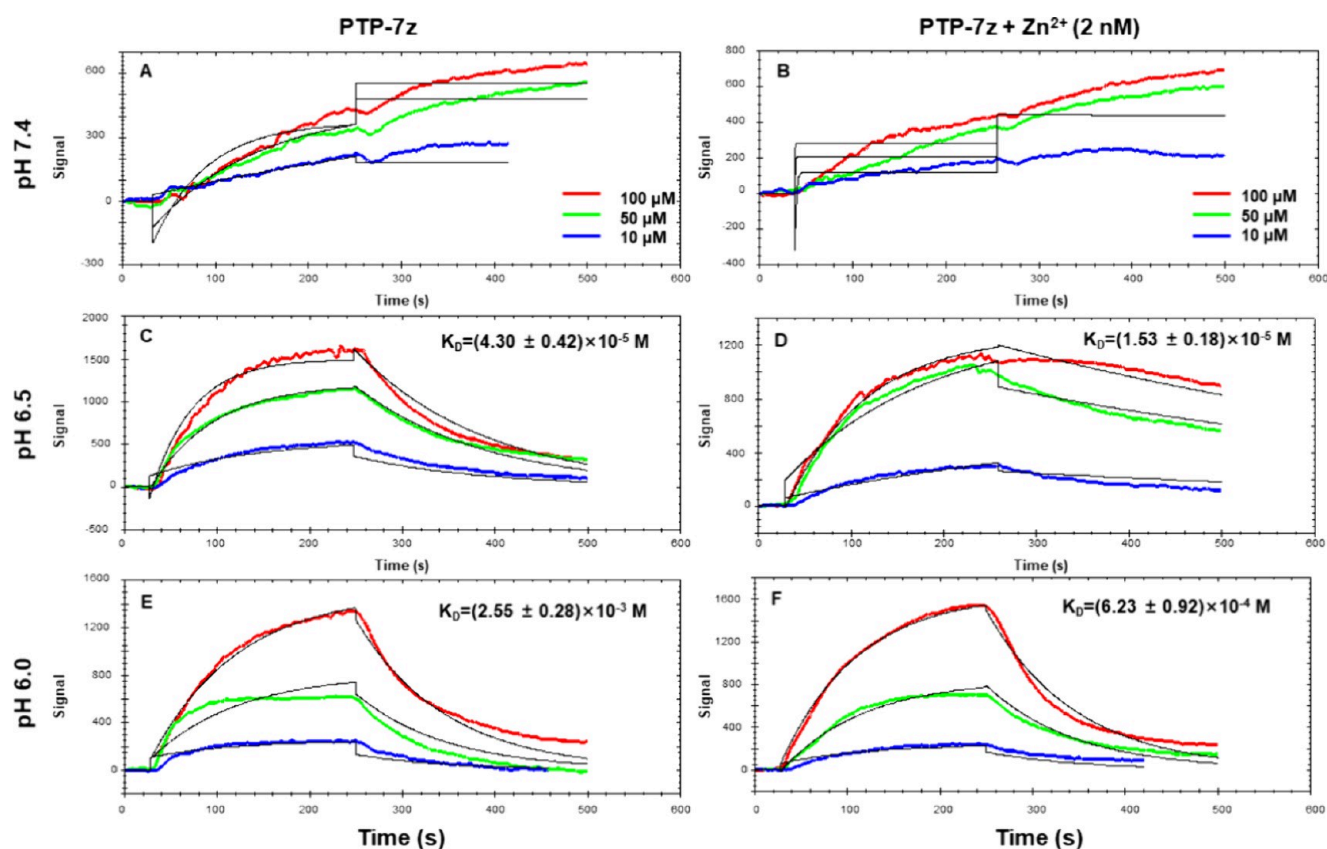 PTP-7z
PTP-7z + Zn²⁺ (2 nM)
pH 7.4
A
Signal
600
300
0
-300
0 100 200 300 400 500 600
Time (s)
100 μM
50 μM
10 μM
B
Signal
800
600
400
200
0
-200
-400
0 100 200 300 400 500 600
Time (s)
100 μM
50 μM
10 μM
pH 6.5
C
K_D=(4.30 ± 0.42)×10⁻⁵ M
Signal
2000
1500
1000
500
0
-500
0 100 200 300 400 500 600
Time (s)
D
K_D=(1.53 ± 0.18)×10⁻⁵ M
Signal
1200
800
400
0
0 100 200 300 400 500 600
Time (s)
pH 6.0
E
K_D=(2.55 ± 0.28)×10⁻³ M
Signal
1600
1200
800
400
0
0 100 200 300 400 500 600
Time (s)
F
K_D=(6.23 ± 0.92)×10⁻⁴ M
Signal
1600
1200
800
400
0
0 100 200 300 400 500 600
Time (s)